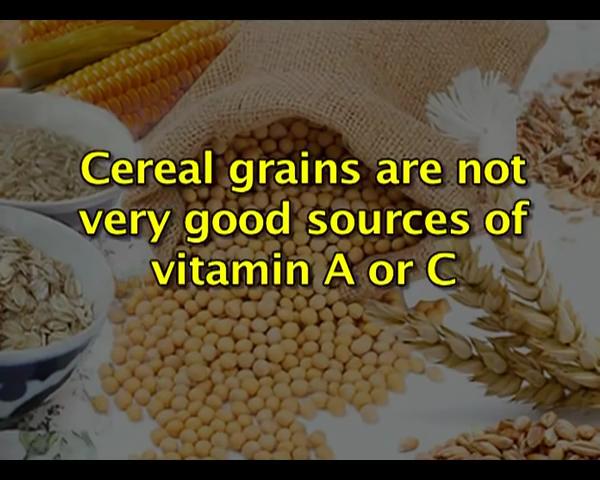 Cereal grains are not
very good sources of
vitamin A or C